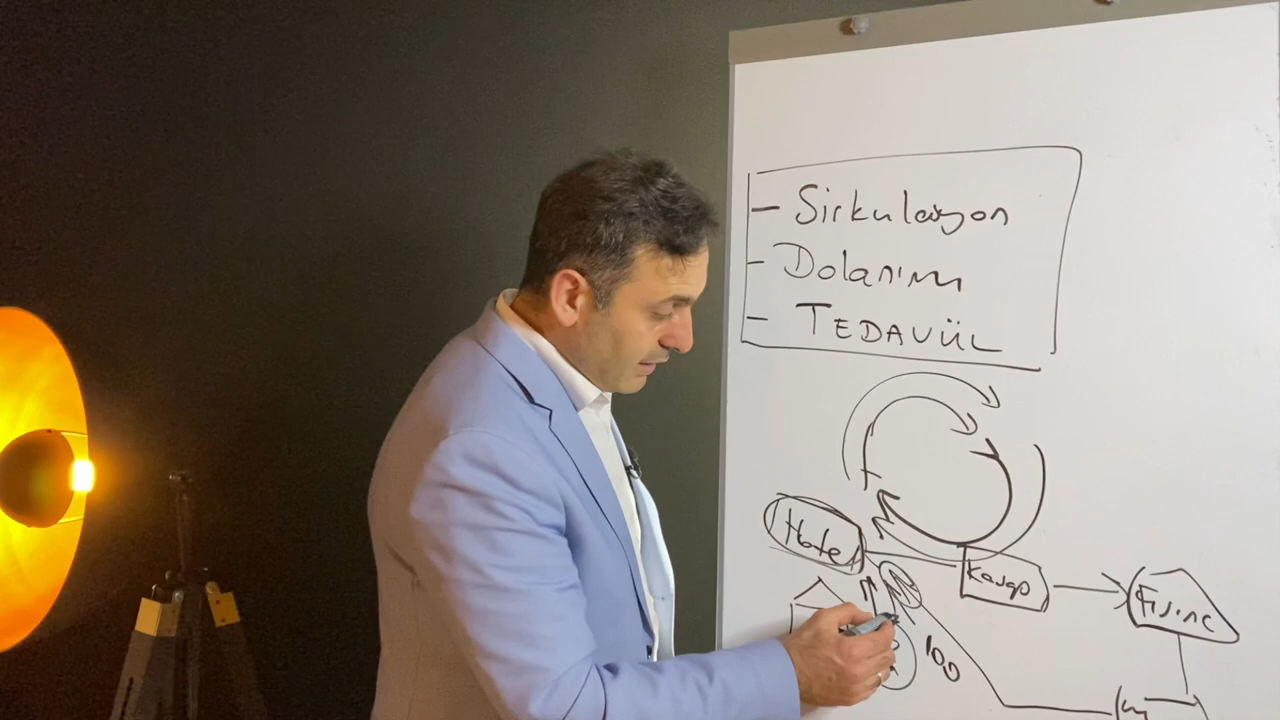 - Sirkulasyon
- Dolanım
- TEDAVÜL
Hotel
Kasap
Fırıncı
100